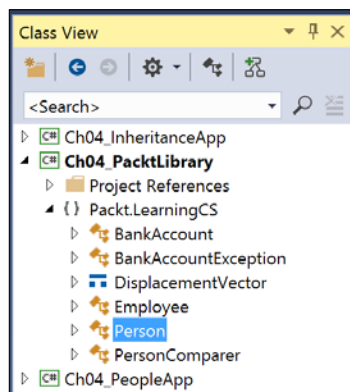 Class View
<Search>
C# Ch04_InheritanceApp
C# Ch04_PacktLibrary
Project References
{ } Packt.LearningCS
BankAccount
BankAccountException
DisplacementVector
Employee
Person
PersonComparer
C# Ch04_PeopleApp